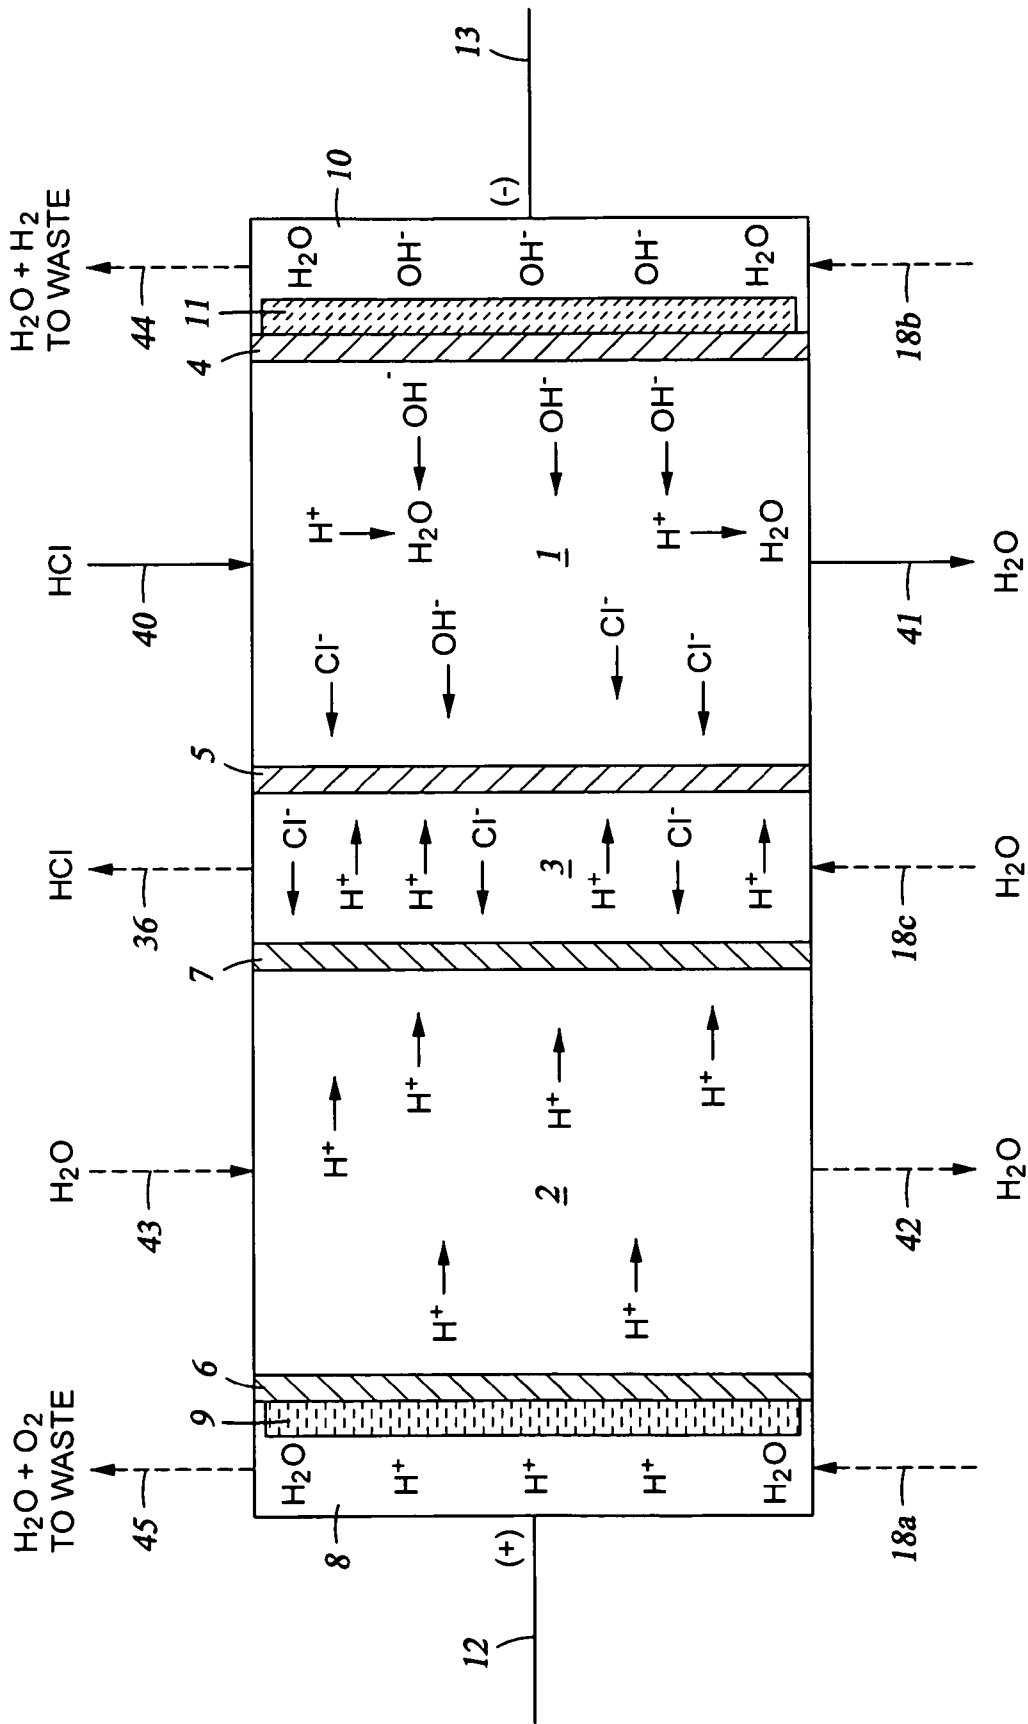 H₂O + O₂
TO WASTE
H₂O
HCl
HCl
H₂O + H₂
TO WASTE
45
43
36
40
44
9
6
7
5
4
11
8
10
H₂O
Cl⁻
H₂O
H⁺
H⁺
Cl⁻
H⁺
H⁺
H⁺
H⁺
H₂O
OH⁻
OH⁻
H⁺
Cl⁻
OH⁻
12
(+)
(-)
13
H⁺
2
H⁺
3
1
OH⁻
OH⁻
H⁺
H⁺
Cl⁻
H⁺
H⁺
OH⁻
OH⁻
H⁺
Cl⁻
Cl⁻
H₂O
H⁺
H₂O
H₂O
18a
42
18c
41
18b
H₂O
H₂O
H₂O